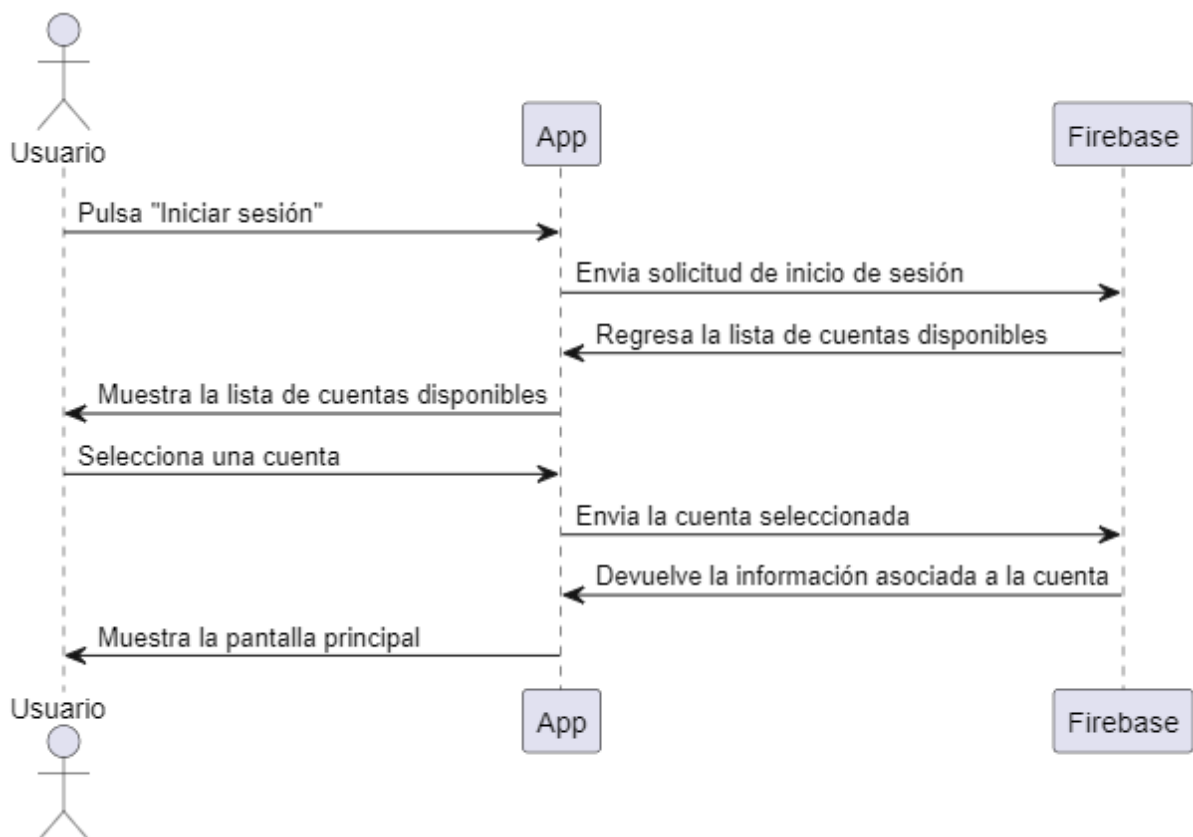 Usuario
App
Firebase
Pulsa "Iniciar sesión"
Envia solicitud de inicio de sesión
Regresa la lista de cuentas disponibles
Muestra la lista de cuentas disponibles
Selecciona una cuenta
Envia la cuenta seleccionada
Devuelve la información asociada a la cuenta
Muestra la pantalla principal
Usuario
App
Firebase